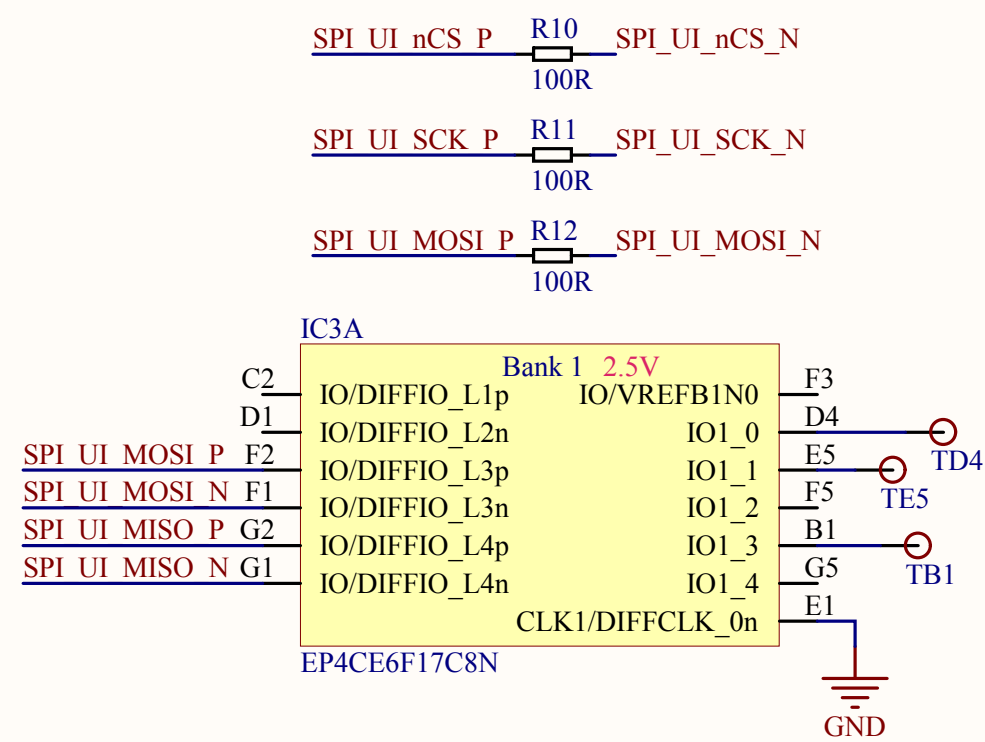 SPI_UI_nCS_P R10 SPI_UI_nCS_N
100R
SPI_UI_SCK_P R11 SPI_UI_SCK_N
100R
SPI_UI_MOSI_P R12 SPI_UI_MOSI_N
100R
IC3A
Bank 1 2.5V
C2 IO/DIFFIO_L1p IO/VREFB1N0 F3
D1 IO/DIFFIO_L2n IO1_0 D4 TD4
SPI_UI_MOSI_P F2 IO/DIFFIO_L3p IO1_1 E5 TE5
SPI_UI_MOSI_N F1 IO/DIFFIO_L3n IO1_2 F5
SPI_UI_MISO_P G2 IO/DIFFIO_L4p IO1_3 B1 TB1
SPI_UI_MISO_N G1 IO/DIFFIO_L4n IO1_4 G5
CLK1/DIFFCLK_0n E1
EP4CE6F17C8N
GND